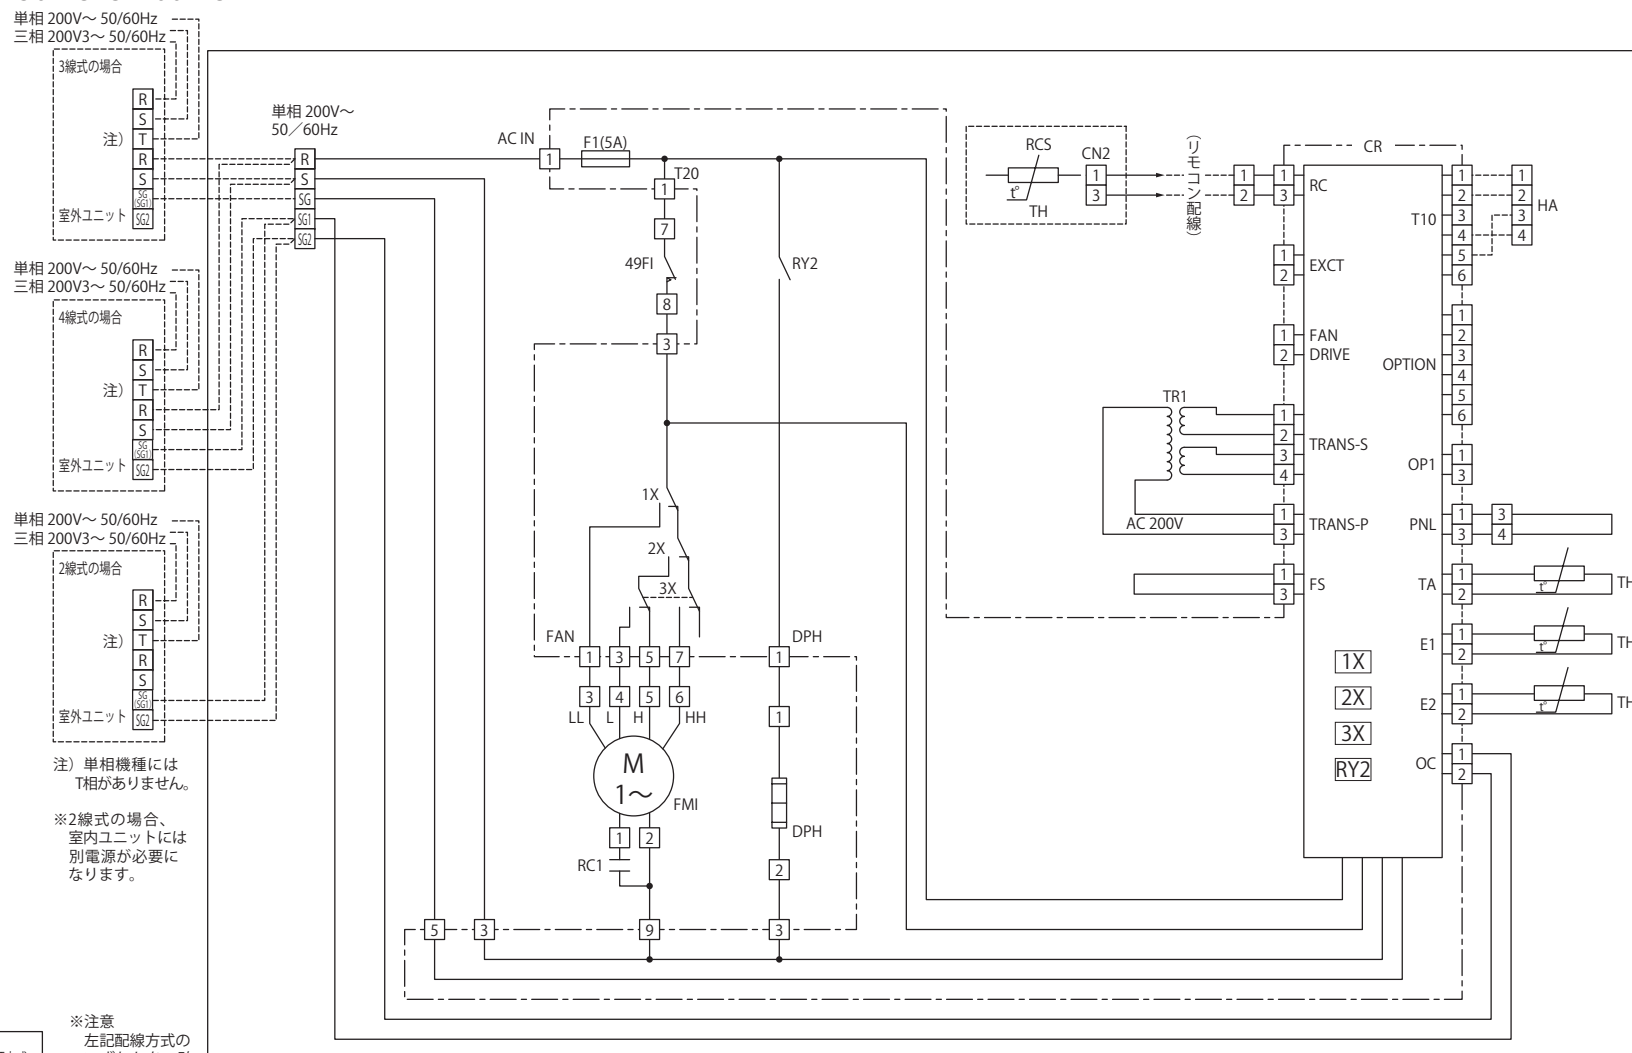 単相 200V～ 50/60Hz
三相 200V3～ 50/60Hz
3線式の場合
R
S
注） T
R
S
SG
(SG1)
室外ユニット SG2
単相 200V～ 50/60Hz
三相 200V3～ 50/60Hz
4線式の場合
R
S
注） T
R
S
SG
(SG1)
室外ユニット SG2
単相 200V～ 50/60Hz
三相 200V3～ 50/60Hz
2線式の場合
R
S
注） T
R
S
SG
(SG1)
室外ユニット SG2
注）単相機種には
T相がありません。
※2線式の場合、
室内ユニットには
別電源が必要に
なります。
※注意
左記配線方式の
単相 200V～
50／60Hz
R
S
SG
SG1
SG2
AC IN
1
F1(5A)
T20
1
7
49FI
8
3
RY2
1X
2X
3X
FAN
1 3 5 7
DPH
1
3 4 5 6
LL L H HH
1
M
1～
FMI
DPH
1 2
RC1
2
5 3 9 3
RCS
CN2
t°
TH
1
3
（リモコン配線）
1
2
CR
1
3
RC
1
2
EXCT
1
2
FAN
DRIVE
TR1
1
2
3
4
TRANS-S
AC 200V
1
3
TRANS-P
1
3
FS
1X
2X
3X
RY2
T10
1
2
3
4
5
6
1
2
3
4
HA
OPTION
1
2
3
4
5
6
OP1
1
3
PNL
1 3
3 4
TA
1
2
t°
TH
E1
1
2
t°
TH
E2
1
2
t°
TH
OC
1
2